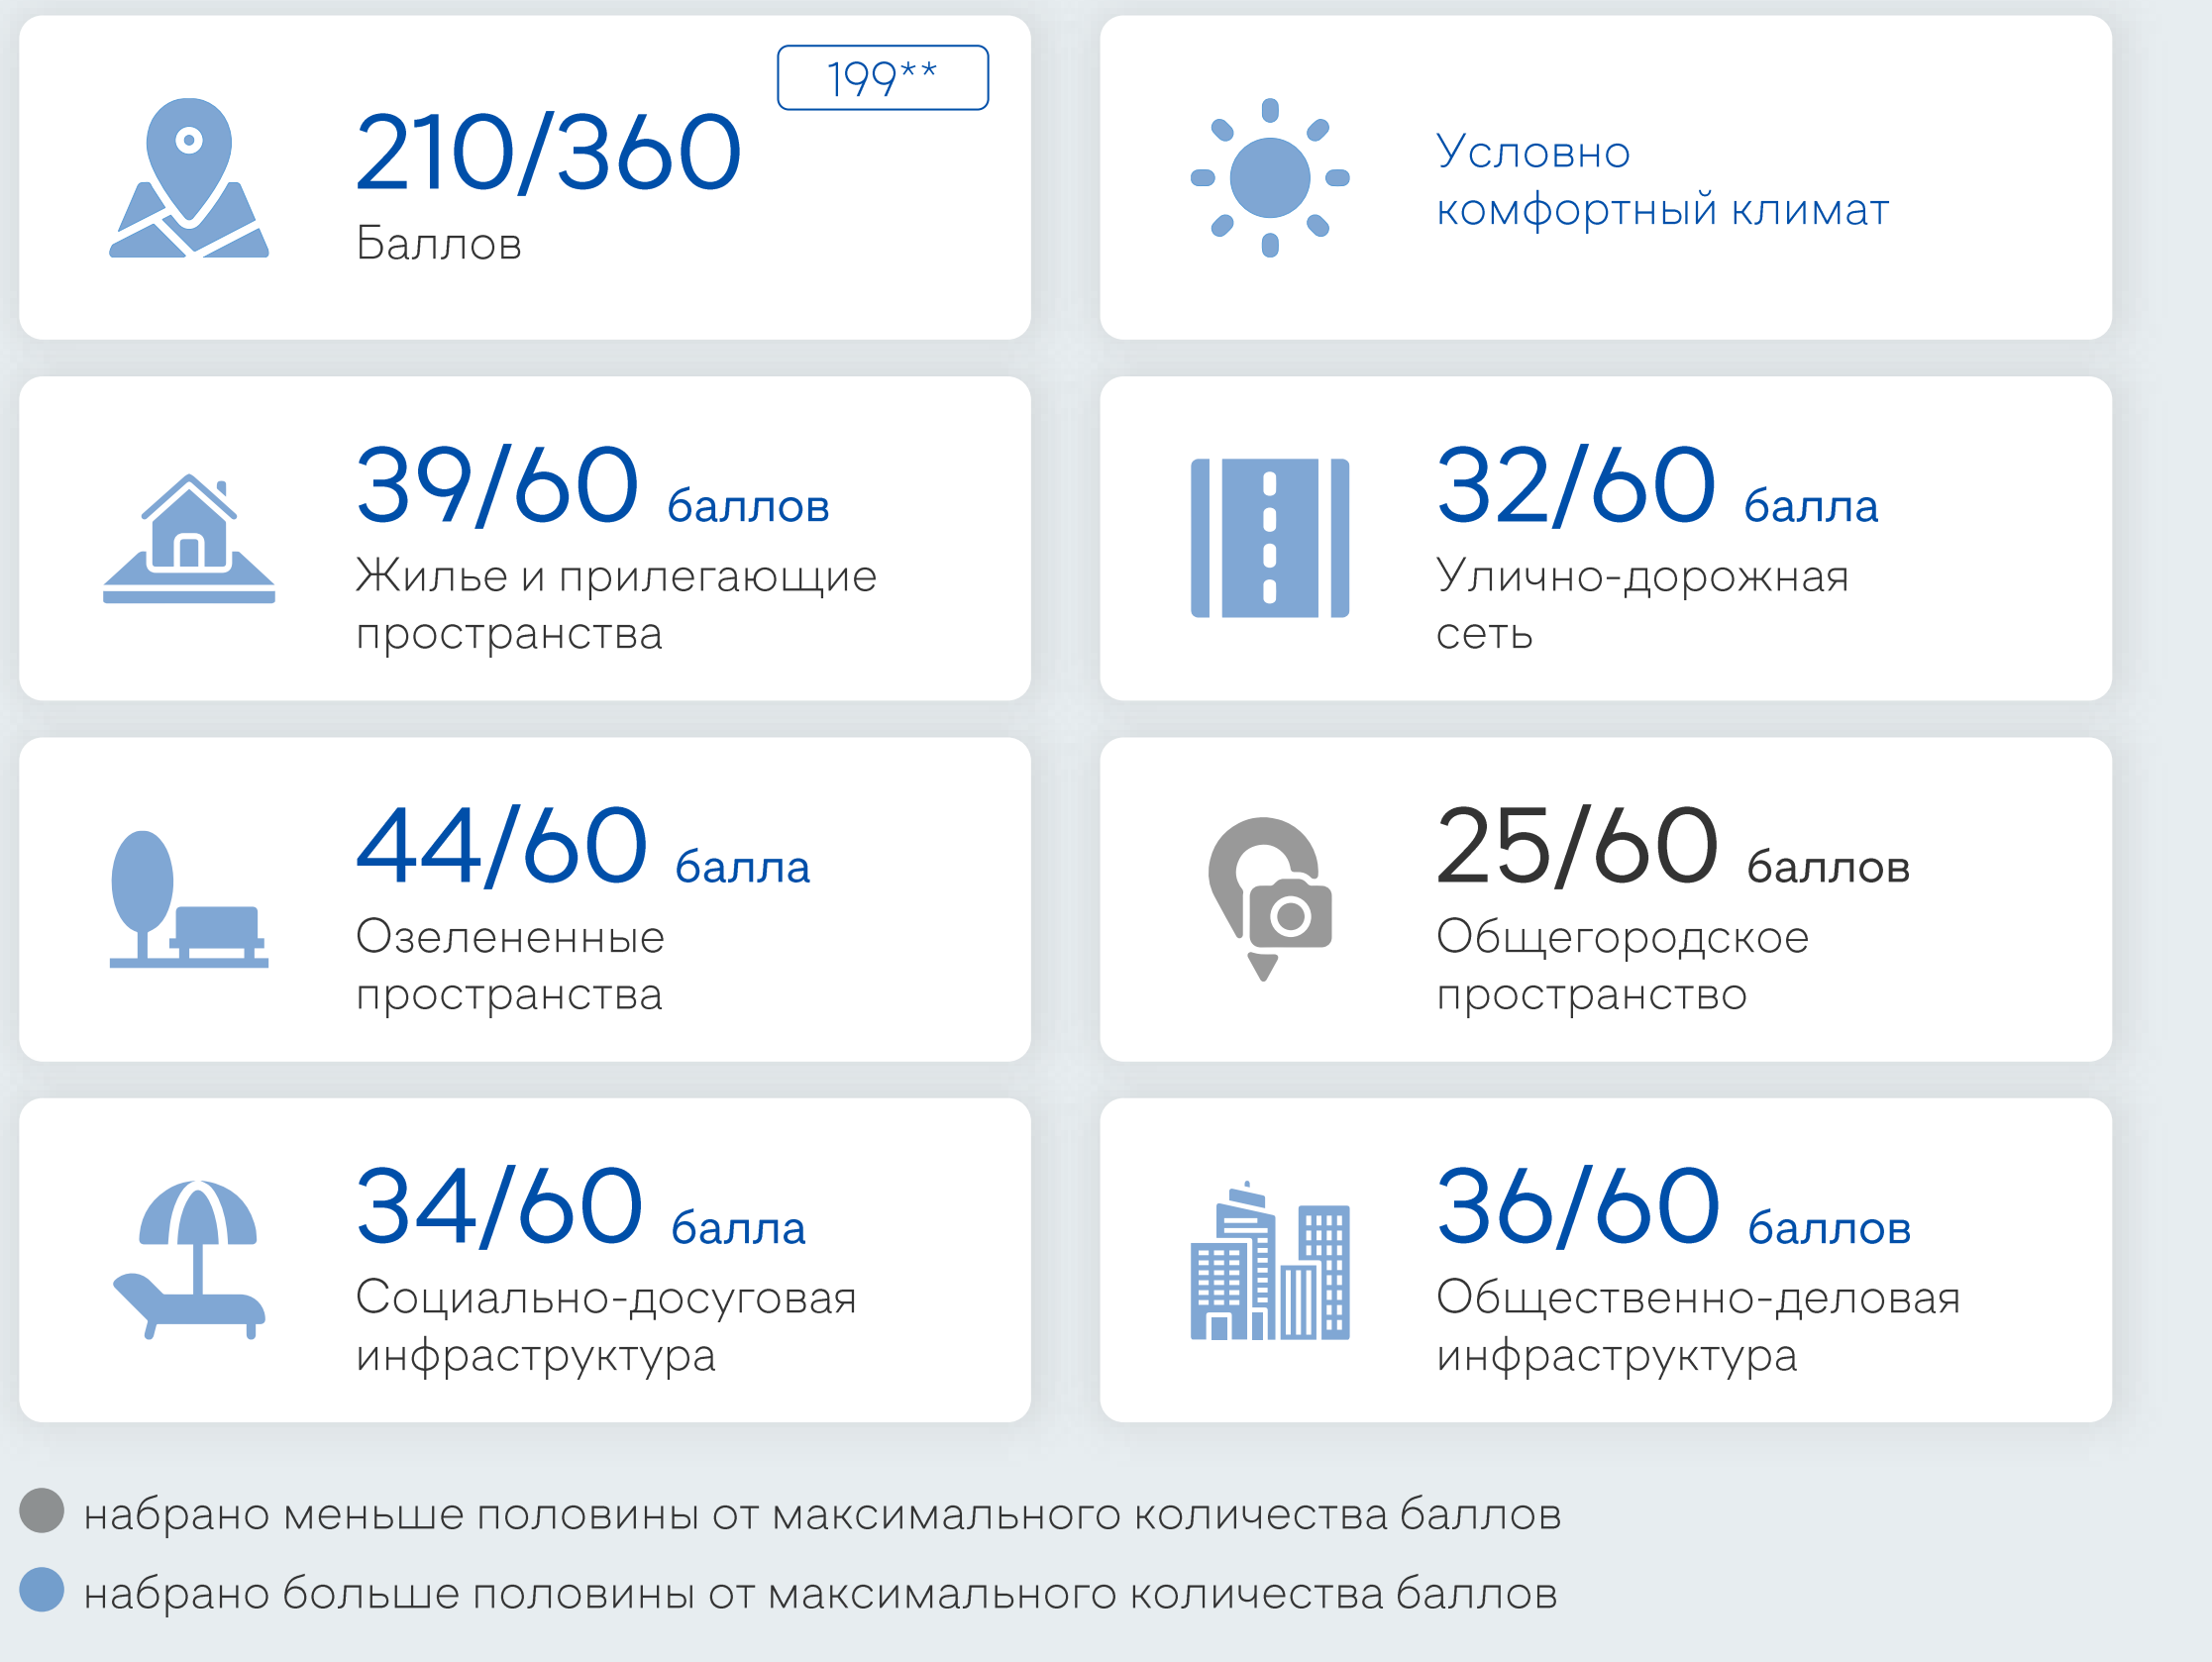 199**
210/360
Баллов
Условно
комфортный климат
39/60 баллов
Жилье и прилегающие
пространства
32/60 балла
Улично-дорожная
сеть
44/60 балла
Озелененные
пространства
25/60 баллов
Общегородское
пространство
34/60 балла
Социально-досуговая
инфраструктура
36/60 баллов
Общественно-деловая
инфраструктура
набрано меньше половины от максимального количества баллов
набрано больше половины от максимального количества баллов